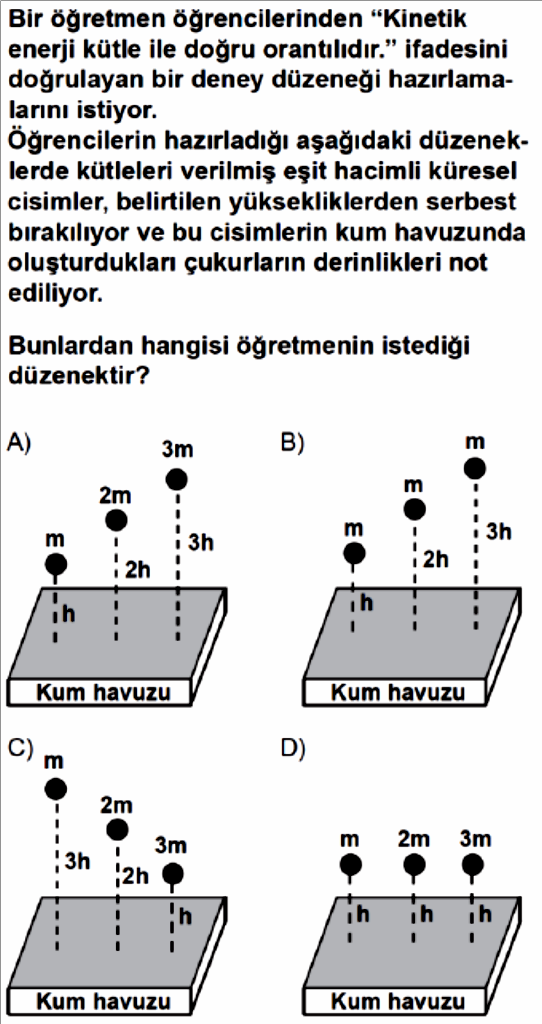 Bir öğretmen öğrencilerinden “Kinetik
enerji kütle ile doğru orantılıdır.” ifadesini
doğrulayan bir deney düzeneği hazırlama-
larını istiyor.
Öğrencilerin hazırladığı aşağıdaki düzenek-
lerde kütleleri verilmiş eşit hacimli küresel
cisimler, belirtilen yüksekliklerden serbest
bırakılıyor ve bu cisimlerin kum havuzunda
oluşturdukları çukurların derinlikleri not
ediliyor.
Bunlardan hangisi öğretmenin istediği
düzenektir?
A)
m
2m
3m
h
2h
3h
Kum havuzu
B)
m
m
m
h
2h
3h
Kum havuzu
C)
m
2m
3m
3h
2h
h
Kum havuzu
D)
m
2m
3m
h
h
h
Kum havuzu